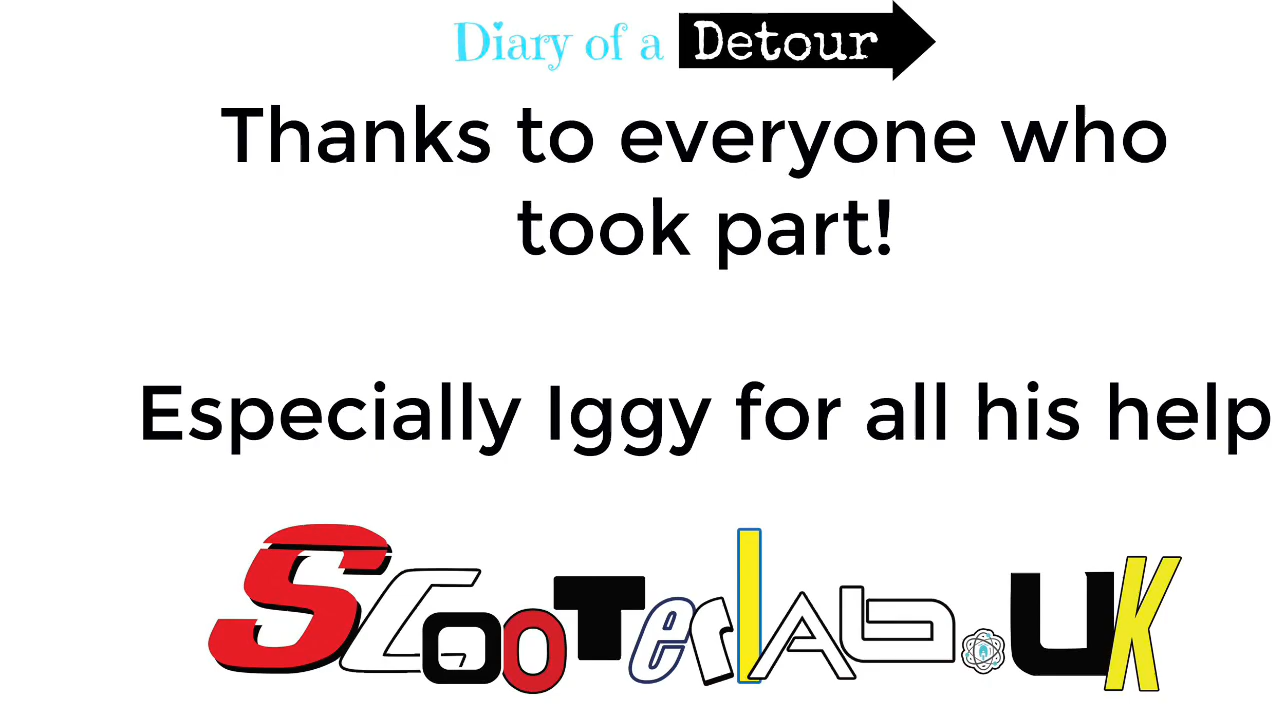 Diary of a Detour
Thanks to everyone who
took part!
Especially Iggy for all his help
ScooterlAb.UK